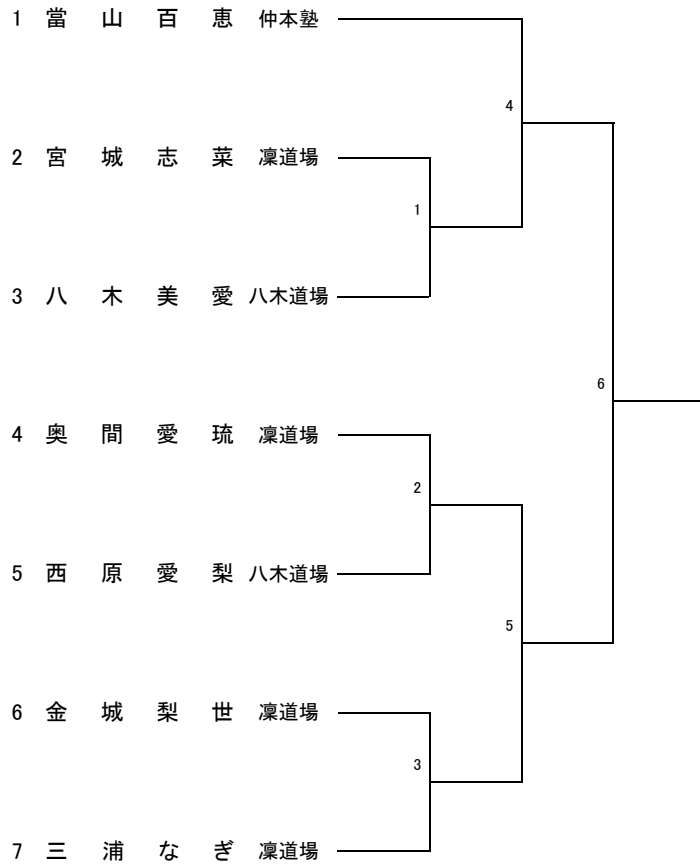 1 當 山 百 恵 仲本塾
4
2 宮 城 志 菜 凜道場
1
3 八 木 美 愛 八木道場
6
4 奥 間 愛 琉 凜道場
2
5 西 原 愛 梨 八木道場
5
6 金 城 梨 世 凜道場
3
7 三 浦 な ぎ 凜道場